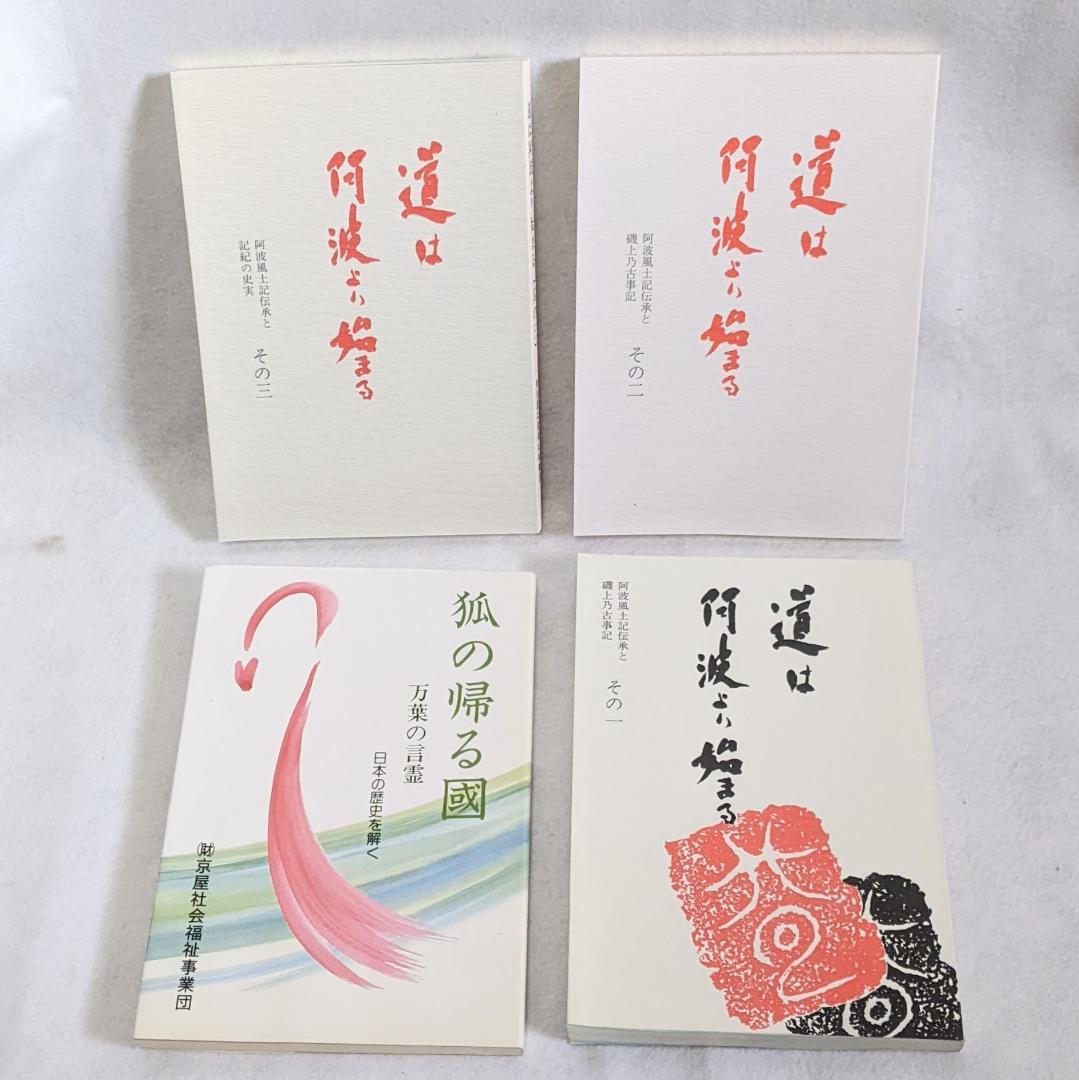 道は
阿波より始まる
阿波風土記伝承と
記紀の史実
その三
道は
阿波より始まる
阿波風土記伝承と
磯上乃古事記
その二
狐の帰る國
万葉の言霊
日本の歴史を解く
㈶京屋社会福祉事業団
道は
阿波より始まる
阿波風土記伝承と
磯上乃古事記
その一